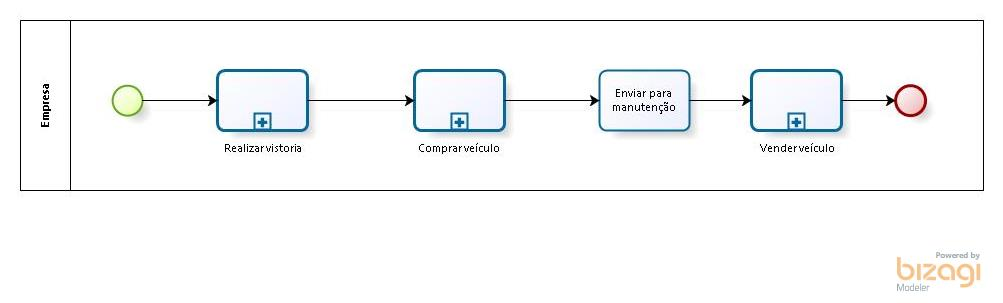 Empresa
Realizar vistoria
Comprar veículo
Enviar para
manutenção
Vender veículo
Powered by
bizagi
Modeler